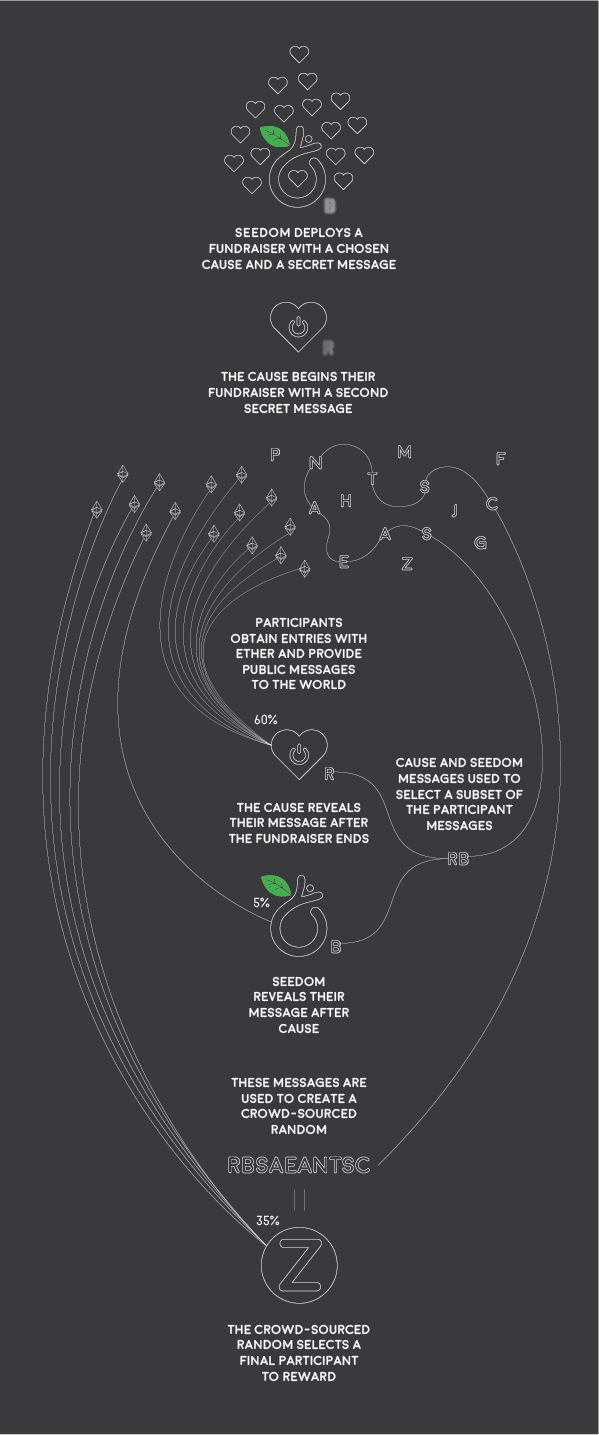 B
SEEDOM DEPLOYS A
FUNDRAISER WITH A CHOSEN
CAUSE AND A SECRET MESSAGE
R
THE CAUSE BEGINS THEIR
FUNDRAISER WITH A SECOND
SECRET MESSAGE
P N M F
T S
A H J C
A S G
E Z
PARTICIPANTS
OBTAIN ENTRIES WITH
ETHER AND PROVIDE
PUBLIC MESSAGES
TO THE WORLD
60%
R
CAUSE AND SEEDOM
MESSAGES USED TO
SELECT A SUBSET OF
THE PARTICIPANT
MESSAGES
THE CAUSE REVEALS
THEIR MESSAGE AFTER
THE FUNDRAISER ENDS
RB
5%
B
SEEDOM
REVEALS THEIR
MESSAGE AFTER
CAUSE
THESE MESSAGES ARE
USED TO CREATE A
CROWD-SOURCED
RANDOM
RBSAEANTSC
35%
Z
THE CROWD-SOURCED
RANDOM SELECTS A
FINAL PARTICIPANT
TO REWARD